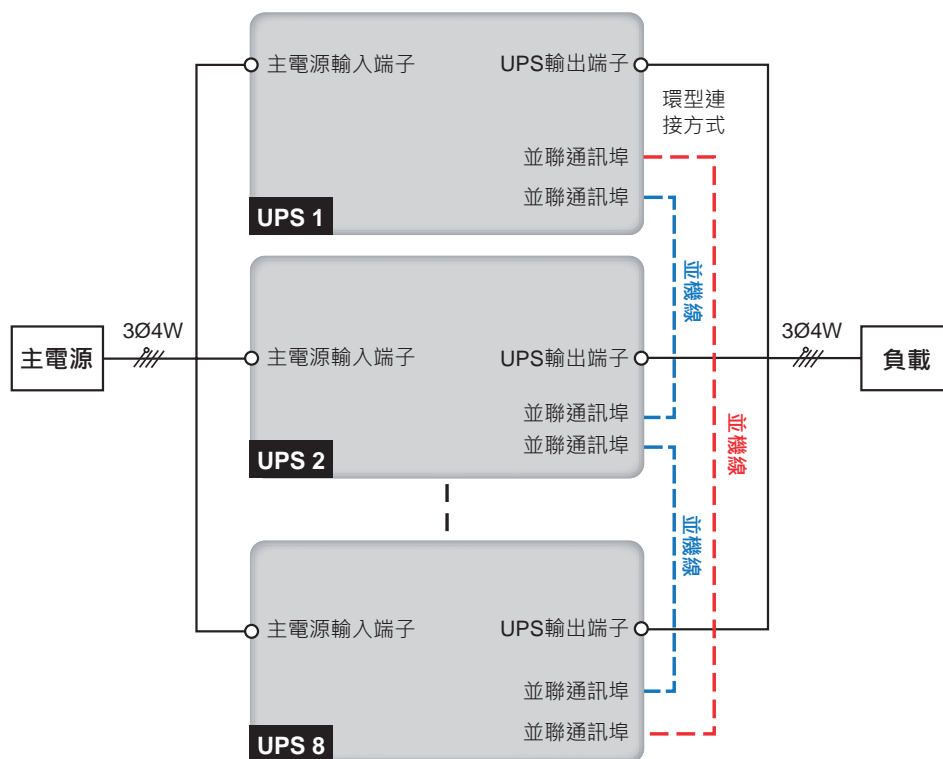 主電源輸入端子
UPS輸出端子
環型連
接方式
並聯通訊埠
並聯通訊埠
UPS 1
並機線
3Ø4W
主電源
主電源輸入端子
UPS輸出端子
3Ø4W
負載
並聯通訊埠
並聯通訊埠
UPS 2
並機線
並機線
主電源輸入端子
UPS輸出端子
並聯通訊埠
並聯通訊埠
UPS 8